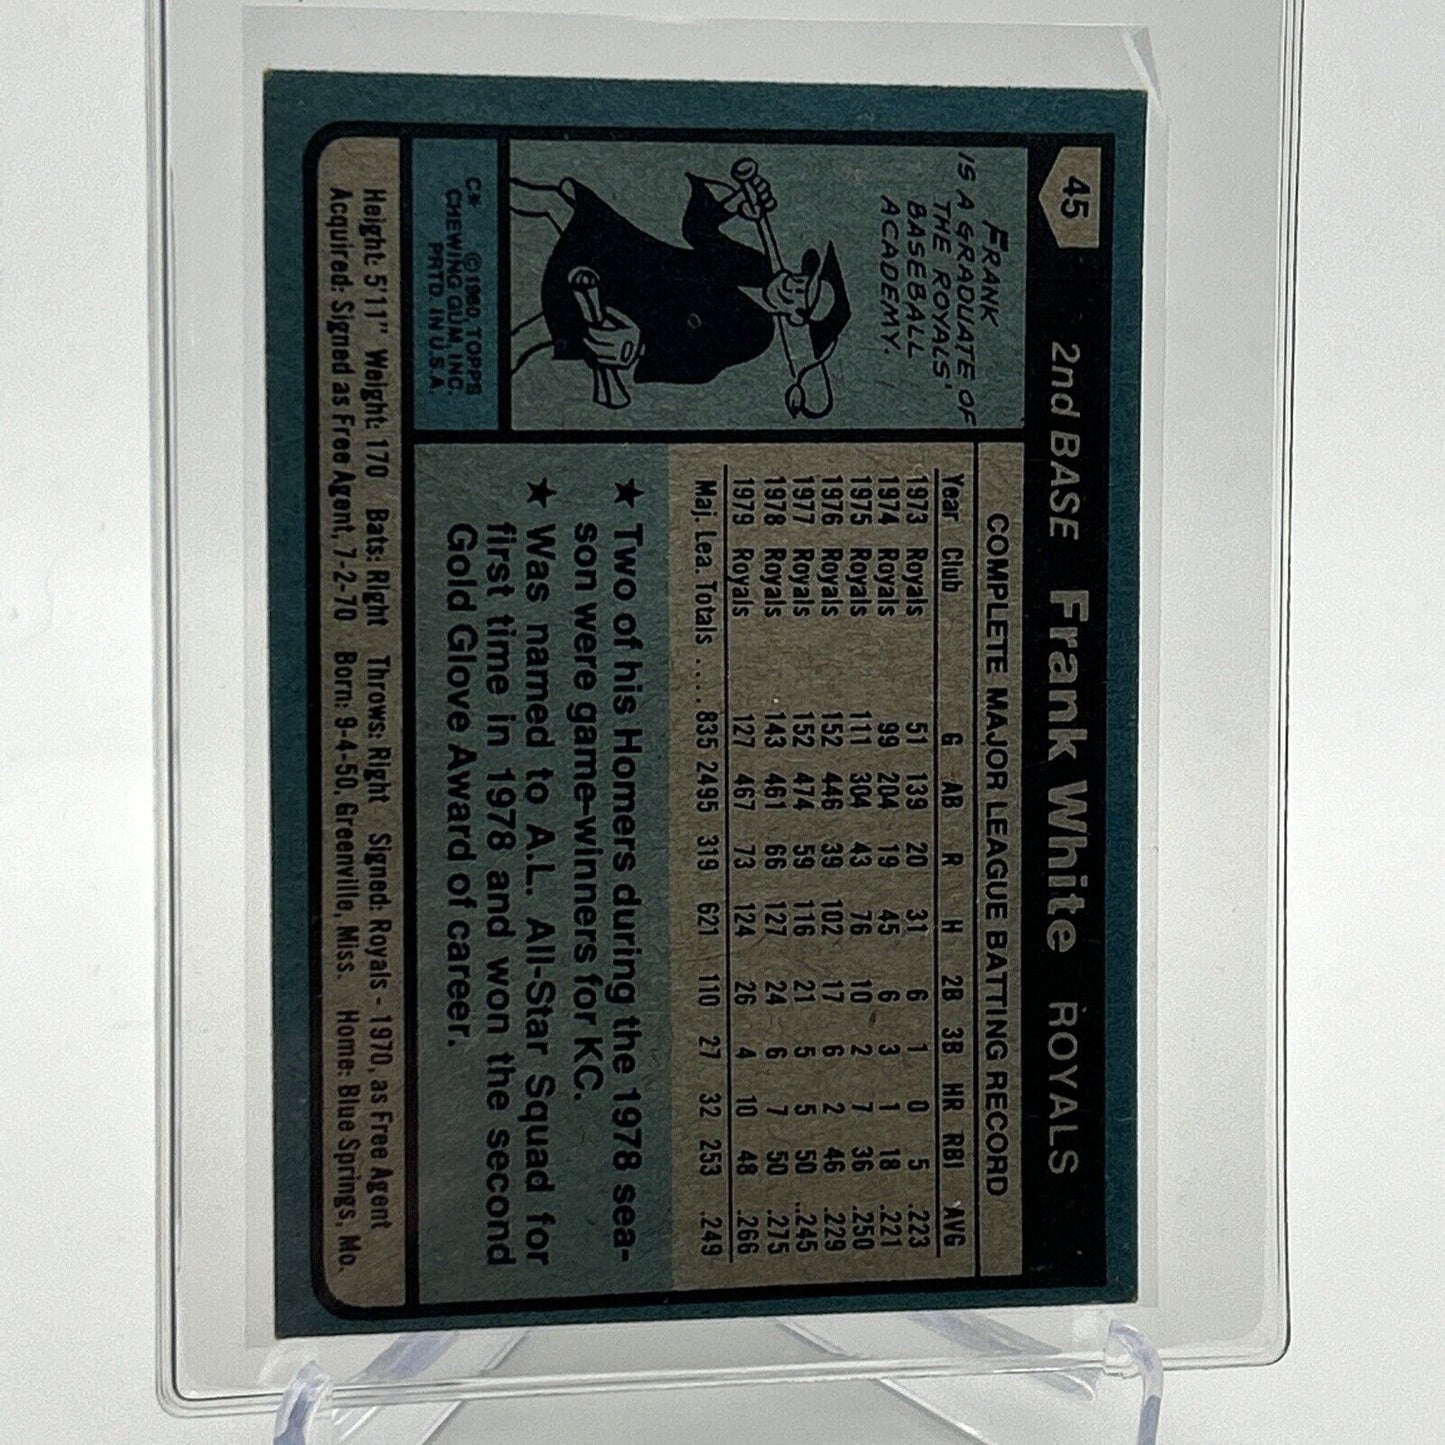 45 2nd BASE Frank White ROYALS
FRANK
IS A GRADUATE OF
THE ROYALS'
BASEBALL
ACADEMY.
COMPLETE MAJOR LEAGUE BATTING RECORD
Year Club G AB R H 2B 3B HR RBI AVG
1973 Royals 51 139 20 31 6 1 0 5 .223
1974 Royals 99 204 19 45 6 3 1 18 .221
1975 Royals 111 304 43 76 10 2 7 36 .250
1976 Royals 152 446 39 102 17 6 2 46 .229
1977 Royals 152 474 59 116 21 5 5 50 .245
1978 Royals 143 461 66 127 24 6 7 50 .275
1979 Royals 127 467 73 124 26 4 10 48 .266
Maj. Lea. Totals .... 835 2495 319 621 110 27 32 253 .249
★ Two of his Homers during the 1978 sea-
son were game-winners for KC.
★ Was named to A.L. All-Star Squad for
first time in 1978 and won the second
Gold Glove Award of career.
C* ©1980, TOPPS
CHEWING GUM, INC.
PRTD. IN U.S.A.
Height: 5'11" Weight: 170 Bats: Right Throws: Right Signed: Royals - 1970, as Free Agent
Acquired: Signed as Free Agent, 7-2-70 Born: 9-4-50, Greenville, Miss. Home: Blue Springs, Mo.